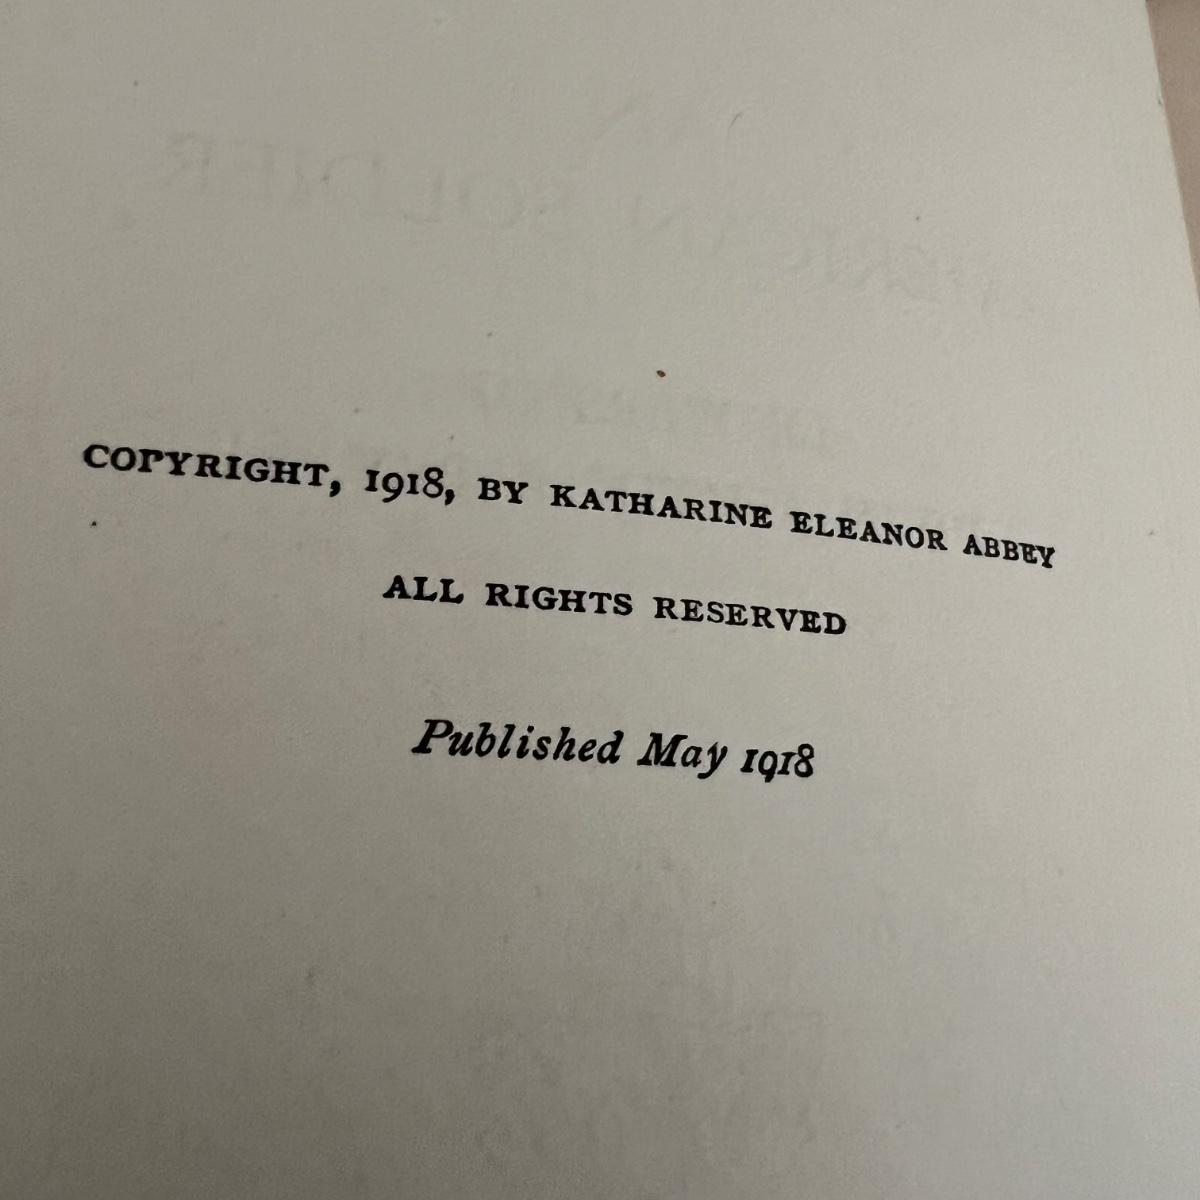 COPYRIGHT, 1918, BY KATHARINE ELEANOR ABBEY
ALL RIGHTS RESERVED
Published May 1918